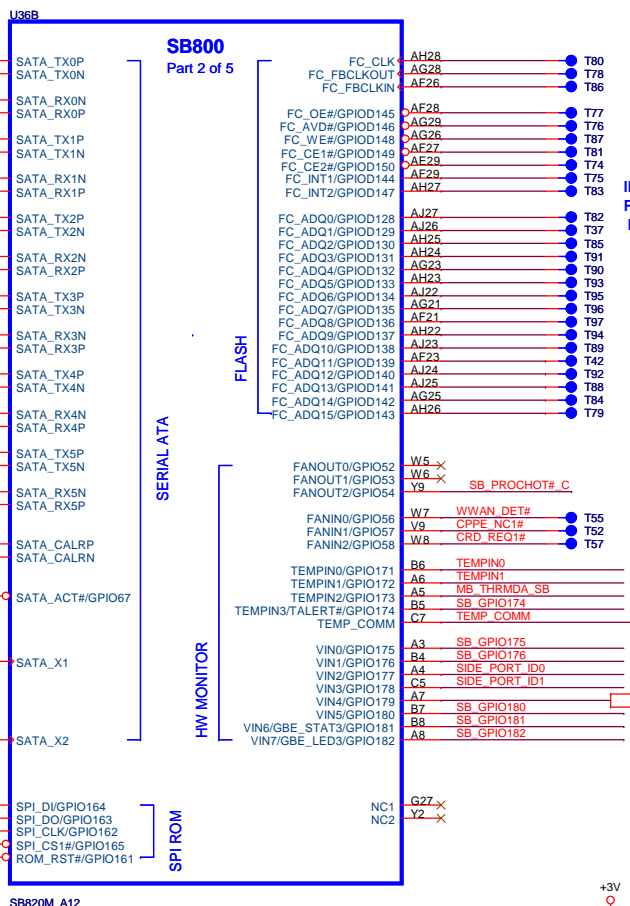 U36B
SB800
Part 2 of 5
SATA_TX0P
SATA_TX0N
SATA_RX0N
SATA_RX0P
SATA_TX1P
SATA_TX1N
SATA_RX1N
SATA_RX1P
SATA_TX2P
SATA_TX2N
SATA_RX2N
SATA_RX2P
SATA_TX3P
SATA_TX3N
SATA_RX3N
SATA_RX3P
SATA_TX4P
SATA_TX4N
SATA_RX4N
SATA_RX4P
SATA_TX5P
SATA_TX5N
SATA_RX5N
SATA_RX5P
SATA_CALRP
SATA_CALRN
SATA_ACT#/GPIO67
SATA_X1
SATA_X2
SPI_DI/GPIO164
SPI_DO/GPIO163
SPI_CLK/GPIO162
SPI_CS1#/GPIO165
ROM_RST#/GPIO161
SERIAL ATA
SPI ROM
FLASH
HW MONITOR
FC_CLK AH28 T80
FC_FBCLKOUT AG28 T78
FC_FBCLKIN AF26 T86
FC_OE#/GPIOD145 AF28 T77
FC_AVD#/GPIOD146 AG29 T76
FC_WE#/GPIOD148 AG26 T87
FC_CE1#/GPIOD149 AF27 T81
FC_CE2#/GPIOD150 AE29 T74
FC_INT1/GPIOD144 AF29 T75
FC_INT2/GPIOD147 AH27 T83
FC_ADQ0/GPIOD128 AJ27 T82
FC_ADQ1/GPIOD129 AJ26 T37
FC_ADQ2/GPIOD130 AH25 T85
FC_ADQ3/GPIOD131 AH24 T91
FC_ADQ4/GPIOD132 AG23 T90
FC_ADQ5/GPIOD133 AH23 T93
FC_ADQ6/GPIOD134 AJ22 T95
FC_ADQ7/GPIOD135 AG21 T96
FC_ADQ8/GPIOD136 AF21 T97
FC_ADQ9/GPIOD137 AH22 T94
FC_ADQ10/GPIOD138 AJ23 T89
FC_ADQ11/GPIOD139 AF23 T42
FC_ADQ12/GPIOD140 AJ24 T92
FC_ADQ13/GPIOD141 AJ25 T88
FC_ADQ14/GPIOD142 AG25 T84
FC_ADQ15/GPIOD143 AH26 T79
FANOUT0/GPIO52 W5
FANOUT1/GPIO53 W6
FANOUT2/GPIO54 Y9 SB_PROCHOT#_C
FANIN0/GPIO56 W7 WWAN_DET# T55
FANIN1/GPIO57 V9 CPPE_NC1# T52
FANIN2/GPIO58 W8 CRD_REQ1# T57
TEMPIN0/GPIO171 B6 TEMPIN0
TEMPIN1/GPIO172 A6 TEMPIN1
TEMPIN2/GPIO173 A5 MB_THRMDA_SB
TEMPIN3/TALERT#/GPIO174 B5 SB_GPIO174
TEMP_COMM C7 TEMP_COMM
VIN0/GPIO175 A3 SB_GPIO175
VIN1/GPIO176 B4 SB_GPIO176
VIN2/GPIO177 A4 SIDE_PORT_ID0
VIN3/GPIO178 C5 SIDE_PORT_ID1
VIN4/GPIO179 A7
VIN5/GPIO180 B7 SB_GPIO180
VIN6/GBE_STAT3/GPIO181 B8 SB_GPIO181
VIN7/GBE_LED3/GPIO182 A8 SB_GPIO182
NC1 G27
NC2 Y2
SB820M_A12
+3V